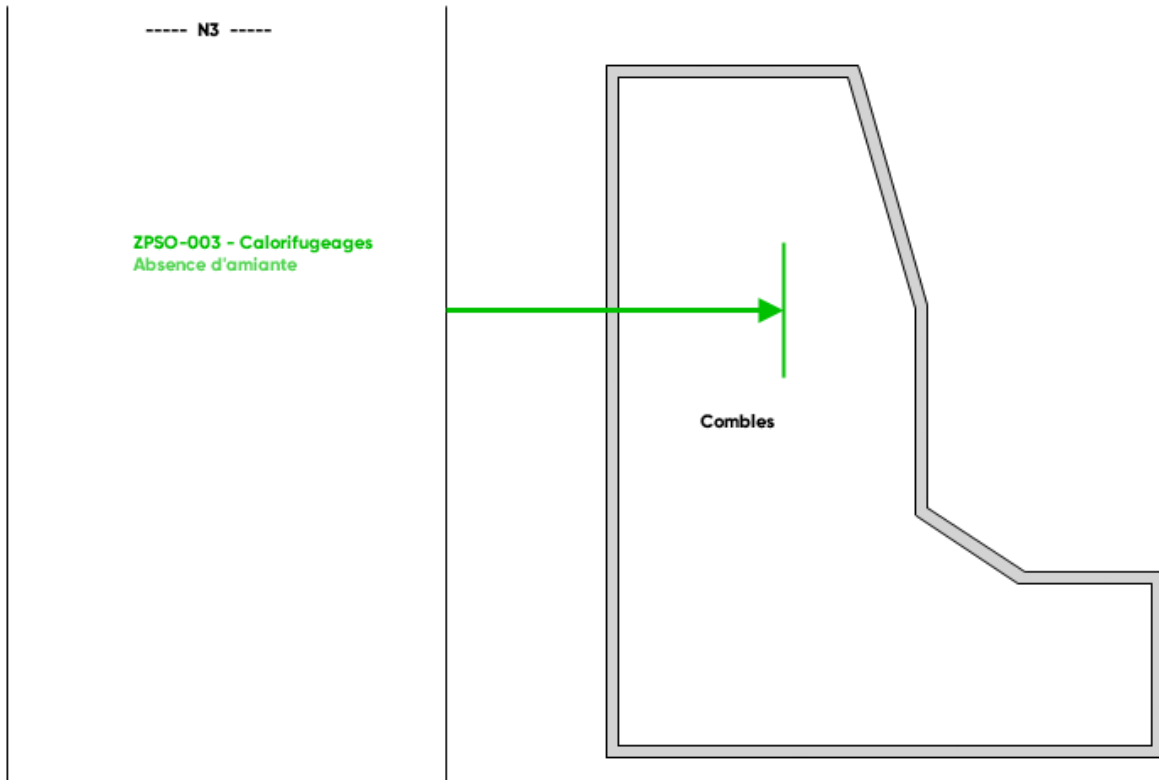 ----- N3 -----
ZPSO-003 - Calorifugeages
Absence d'amiante
Combles